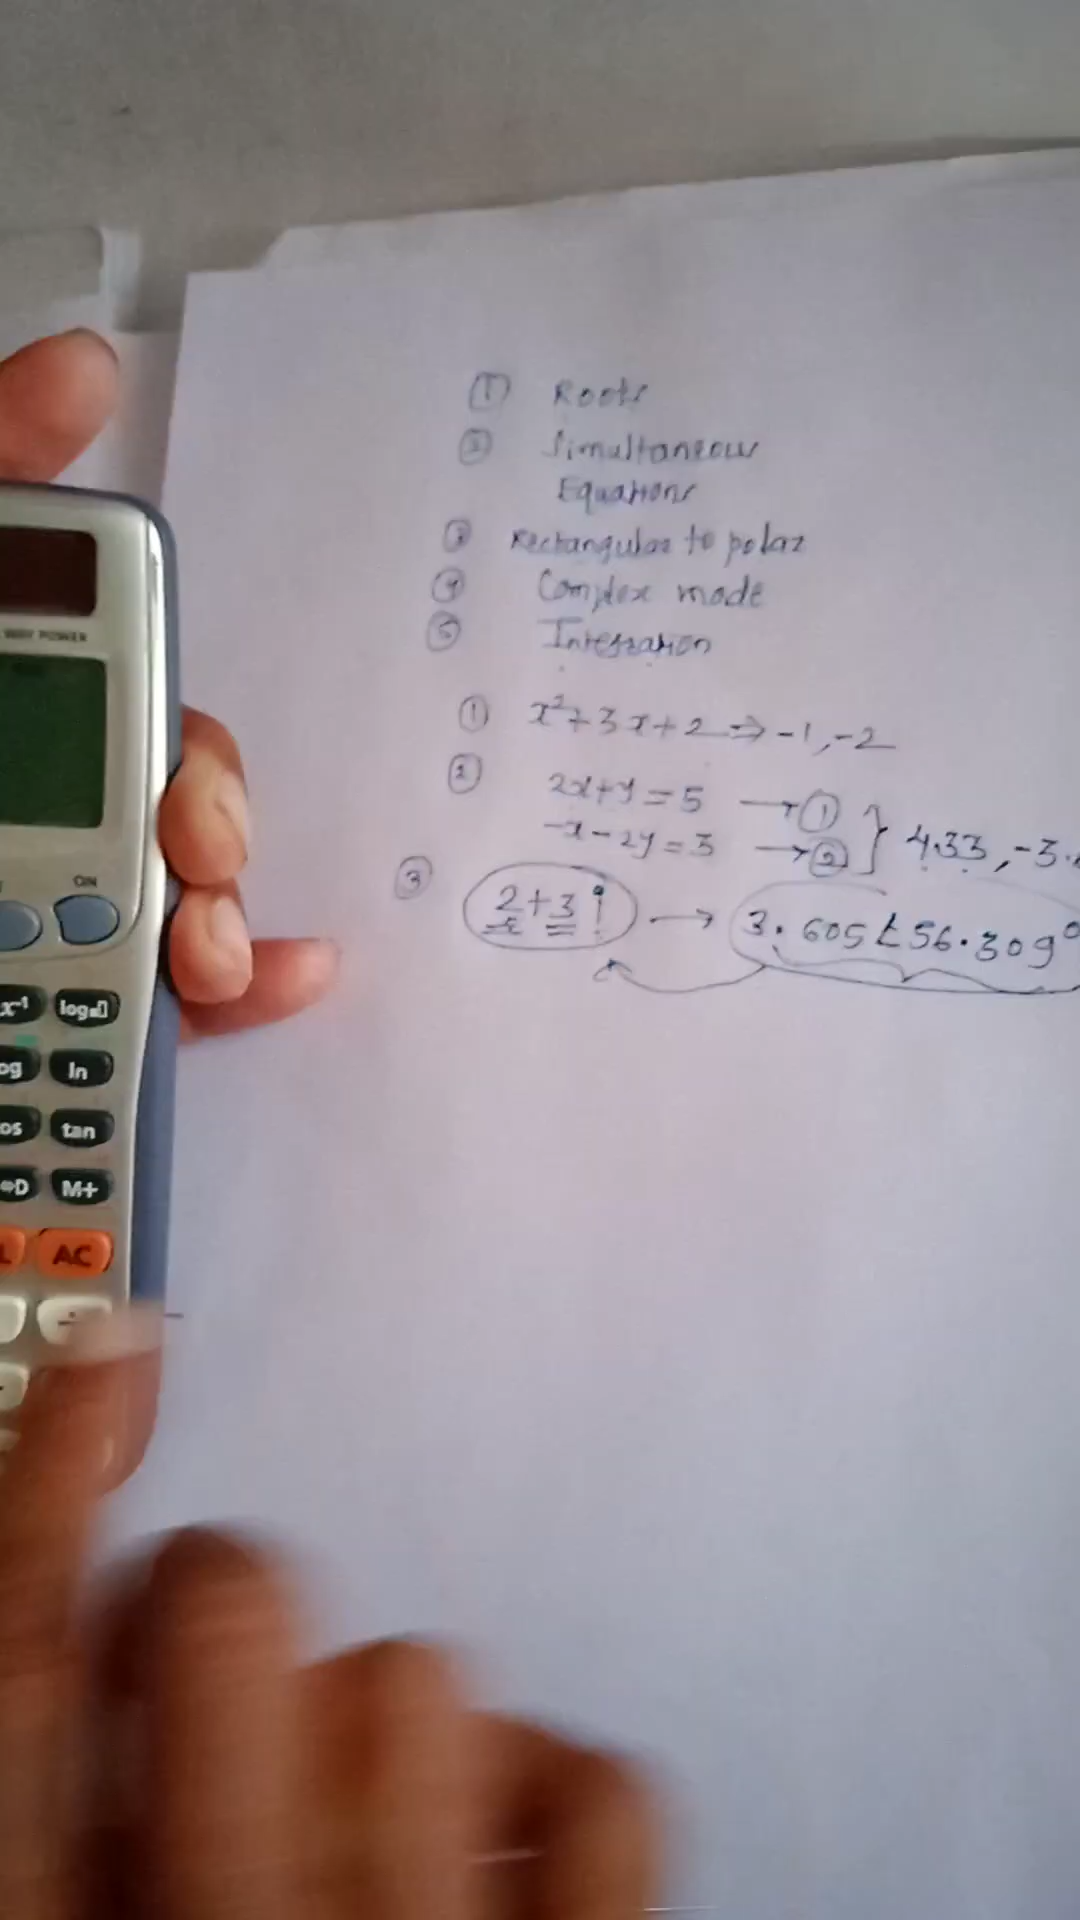 ① Roots
② Simultaneous
Equations
③ Rectangular to polar
④ Complex mode
⑤ Integration
① x²+3x+2 ⇒ -1,-2
② 2x+y=5 → ①
-x-2y=3 → ② } 4.33, -3.
③ 2+3i → 3.605∠56.309°
WAY POWER
ON
x⁻¹ log
og ln
os tan
⇔D M+
L AC
÷